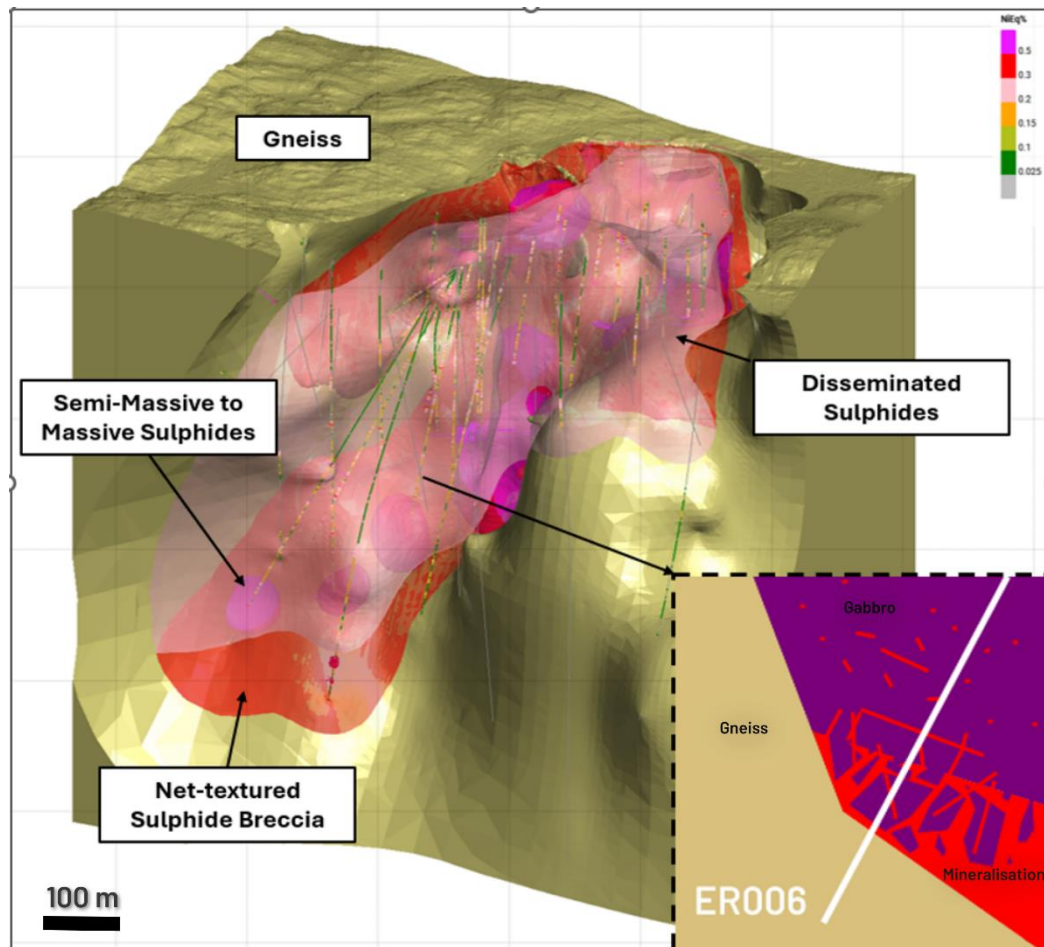 NiEq%
0.5
0.3
0.2
0.15
0.1
0.025
Gneiss
Disseminated
Sulphides
Semi-Massive to
Massive Sulphides
Net-textured
Sulphide Breccia
100 m
Gabbro
Gneiss
Mineralisation
ER006